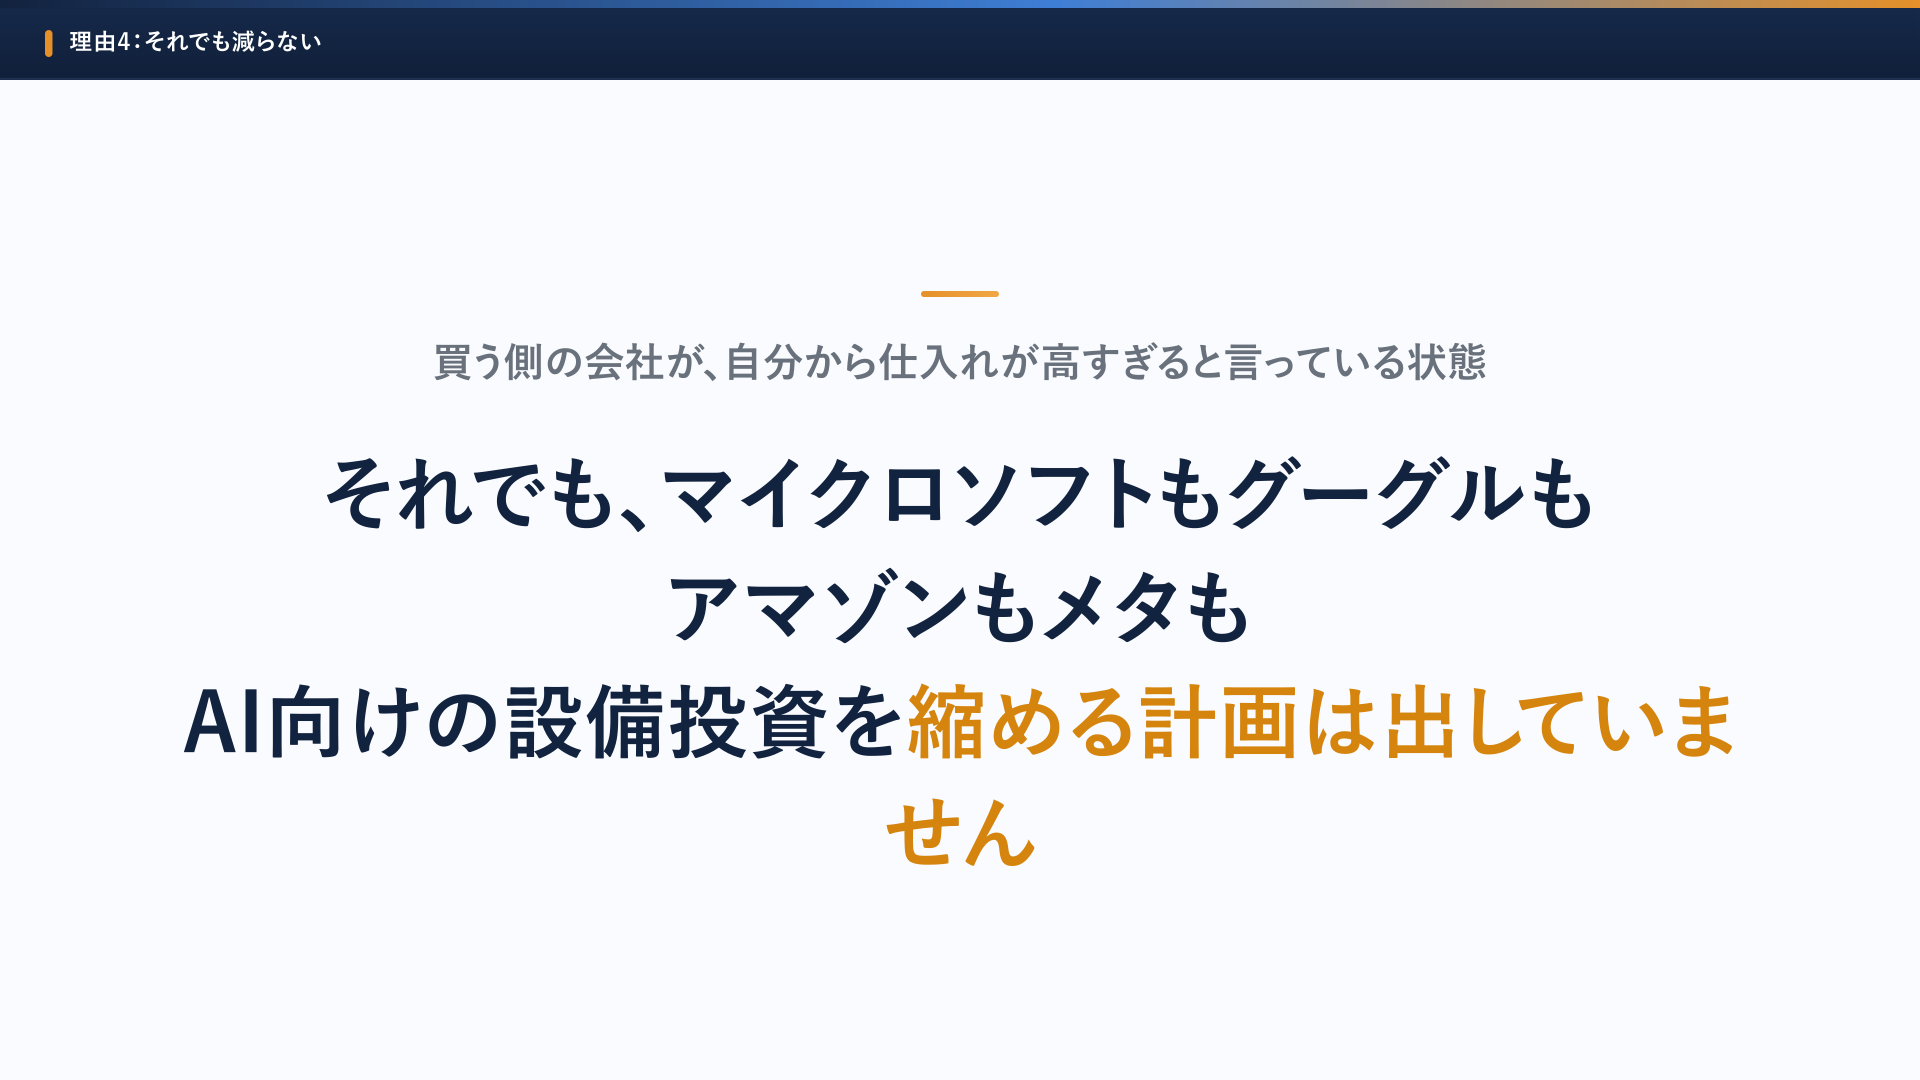 理由4：それでも減らない
買う側の会社が、自分から仕入れが高すぎると言っている状態
それでも、マイクロソフトもグーグルも
アマゾンもメタも
AI向けの設備投資を縮める計画は出していま
せん